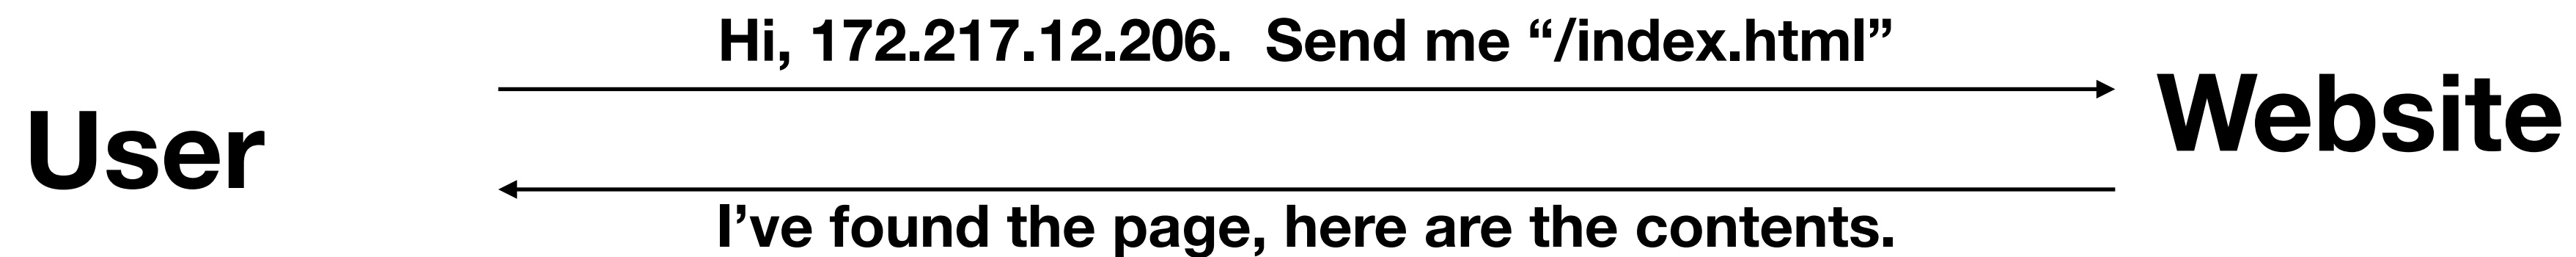 Hi, 172.217.12.206.  Send me “/index.html”
User
Website
I’ve found the page, here are the contents.